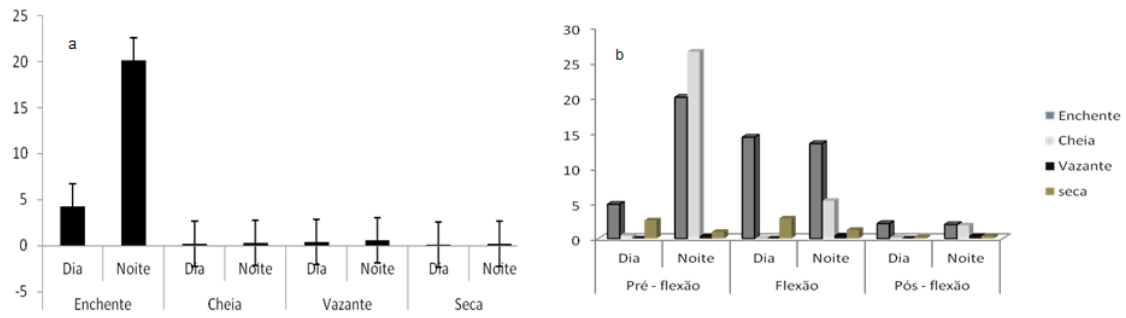 a
25
20
15
10
5
0
-5
Dia Noite Dia Noite Dia Noite Dia Noite
Enchente Cheia Vazante Seca
b
30
25
20
15
10
5
0
Dia Noite Dia Noite Dia Noite
Pré - flexão Flexão Pós - flexão
Enchente
Cheia
Vazante
seca